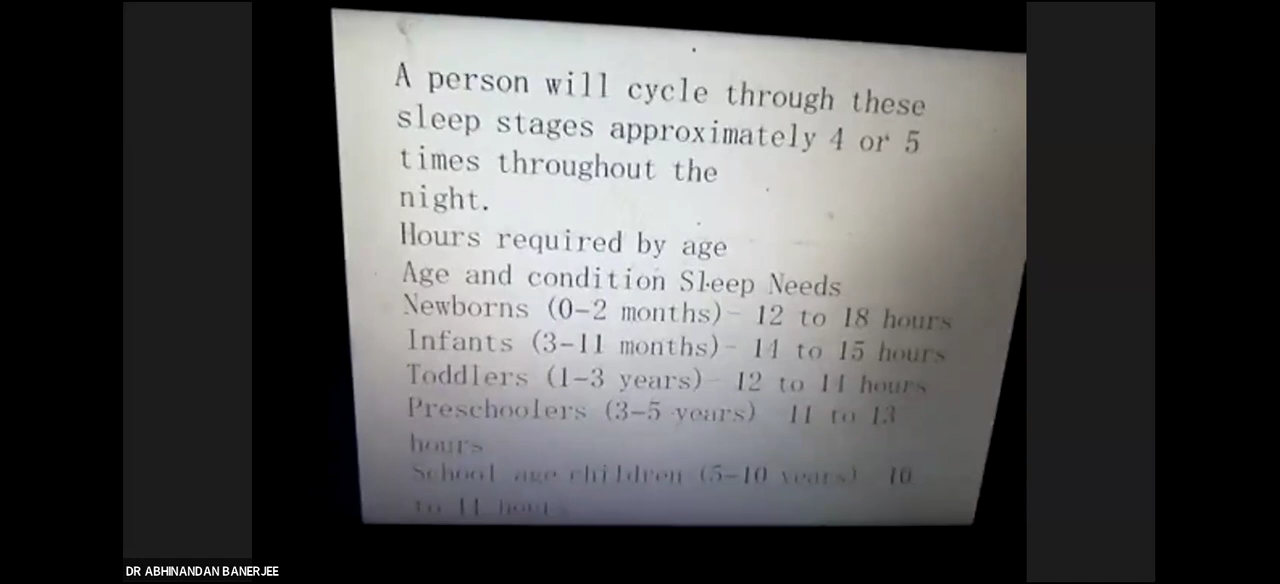 A person will cycle through these
sleep stages approximately 4 or 5
times throughout the
night.
Hours required by age
Age and condition Sleep Needs
Newborns (0-2 months)- 12 to 18 hours
Infants (3-11 months)- 14 to 15 hours
Toddlers (1-3 years)- 12 to 14 hours
Preschoolers (3-5 years) 11 to 13
hours
School age children (5-10 years) 10
to 11 hours
DR ABHINANDAN BANERJEE